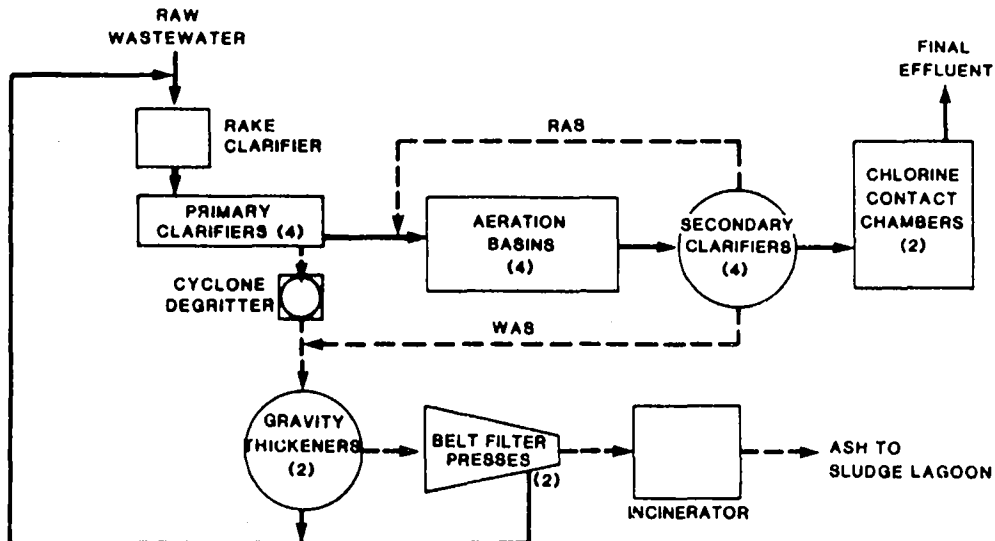 RAW
WASTEWATER
RAKE
CLARIFIER
PRIMARY
CLARIFIERS (4)
RAS
AERATION
BASINS
(4)
SECONDARY
CLARIFIERS
(4)
FINAL
EFFLUENT
CHLORINE
CONTACT
CHAMBERS
(2)
CYCLONE
DEGRITTER
WAS
GRAVITY
THICKENERS
(2)
BELT FILTER
PRESSES
(2)
INCINERATOR
ASH TO
SLUDGE LAGOON